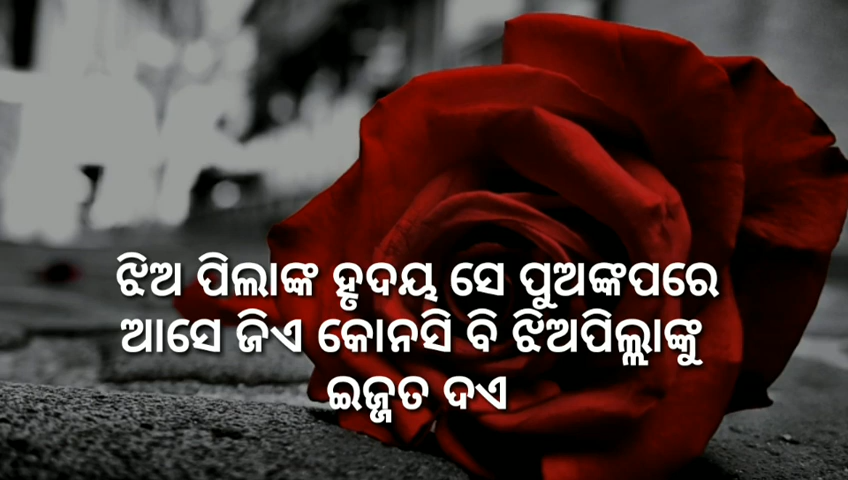 ଝିଅ ପିଲାଙ୍କ ହୃଦୟ ସେ ପୁଅଙ୍କପରେ
ଆସେ ଜିଏ କୋନସି ବି ଝିଅପିଲ୍ଲାଙ୍କୁ
ଇଜ୍ଜତ ଦଏ